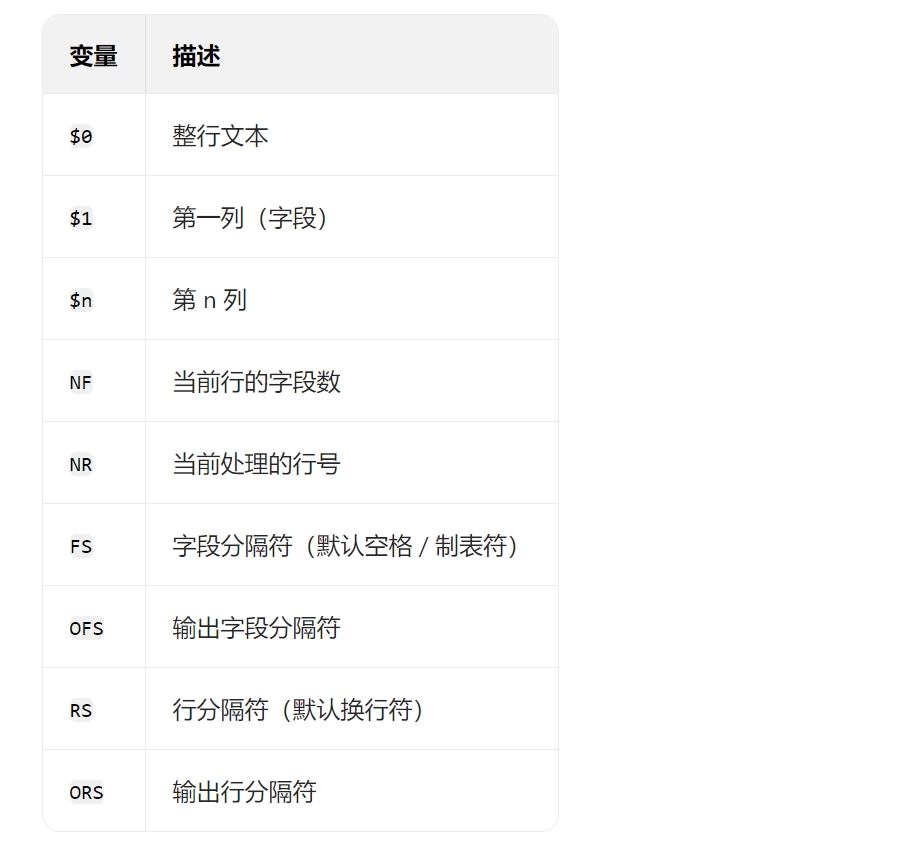 变量 描述
$0 整行文本
$1 第一列（字段）
$n 第 n 列
NF 当前行的字段数
NR 当前处理的行号
FS 字段分隔符（默认空格 / 制表符）
OFS 输出字段分隔符
RS 行分隔符（默认换行符）
ORS 输出行分隔符